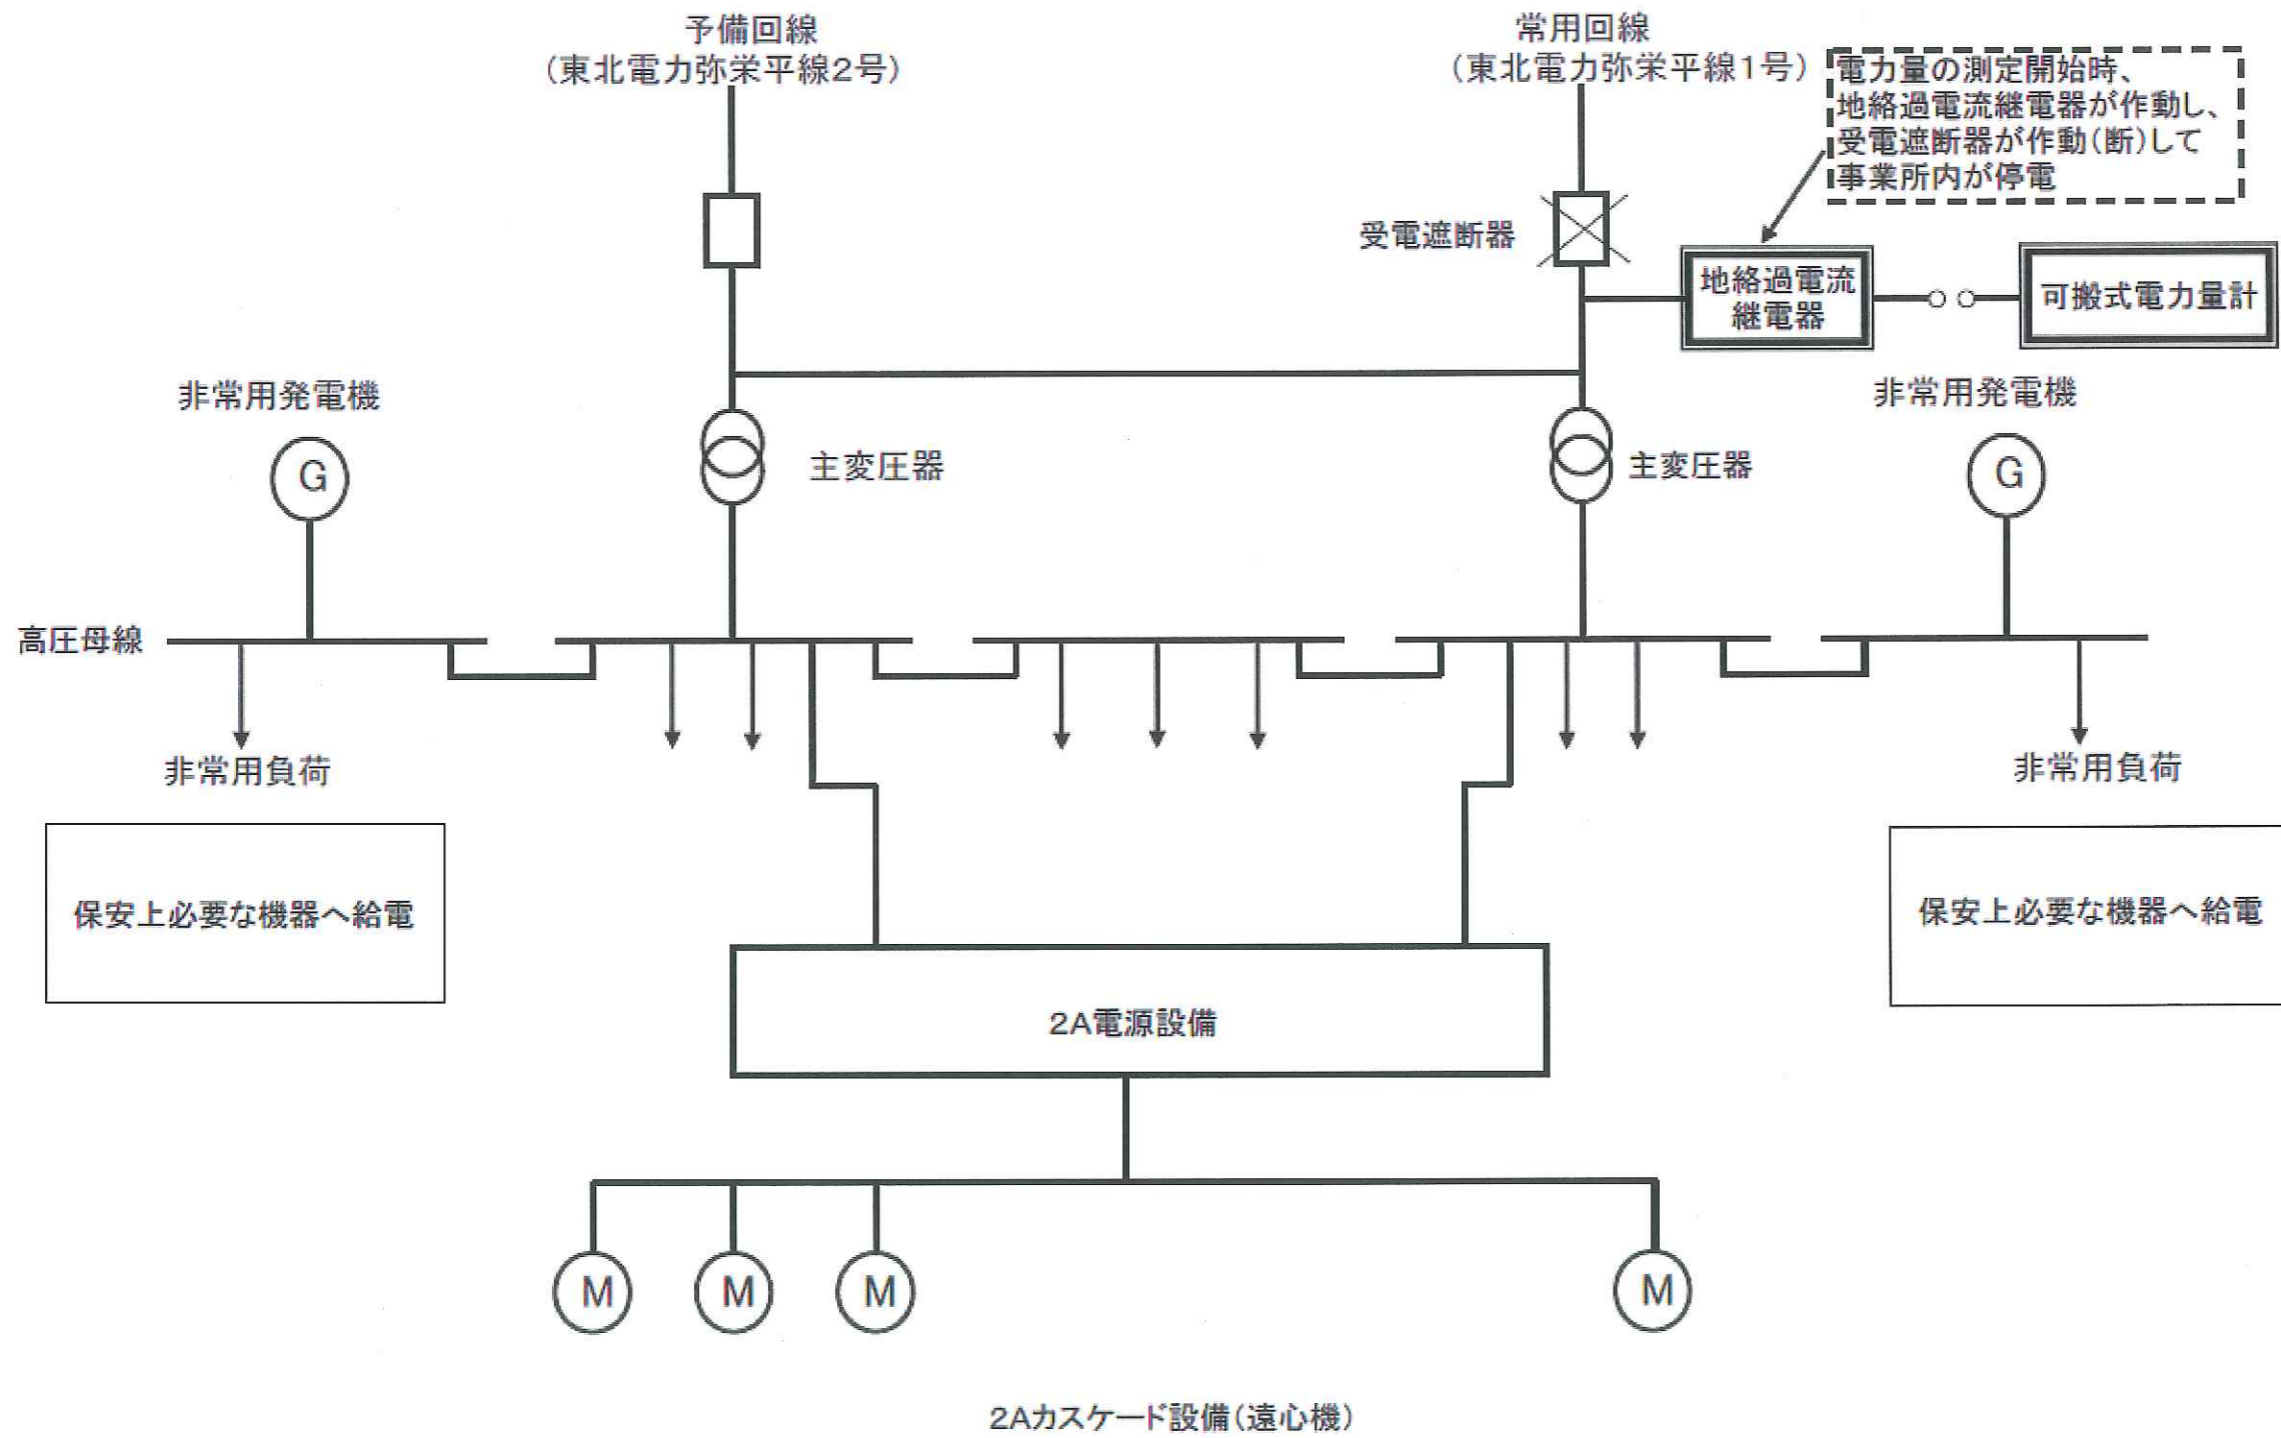 予備回線
(東北電力弥栄平線2号)
常用回線
(東北電力弥栄平線1号)
電力量の測定開始時、
地絡過電流継電器が作動し、
受電遮断器が作動(断)して
事業所内が停電
受電遮断器
地絡過電流
継電器
可搬式電力量計
非常用発電機
G
主変圧器
主変圧器
非常用発電機
G
高圧母線
非常用負荷
非常用負荷
保安上必要な機器へ給電
保安上必要な機器へ給電
2A電源設備
M
M
M
M
2Aカスケード設備(遠心機)